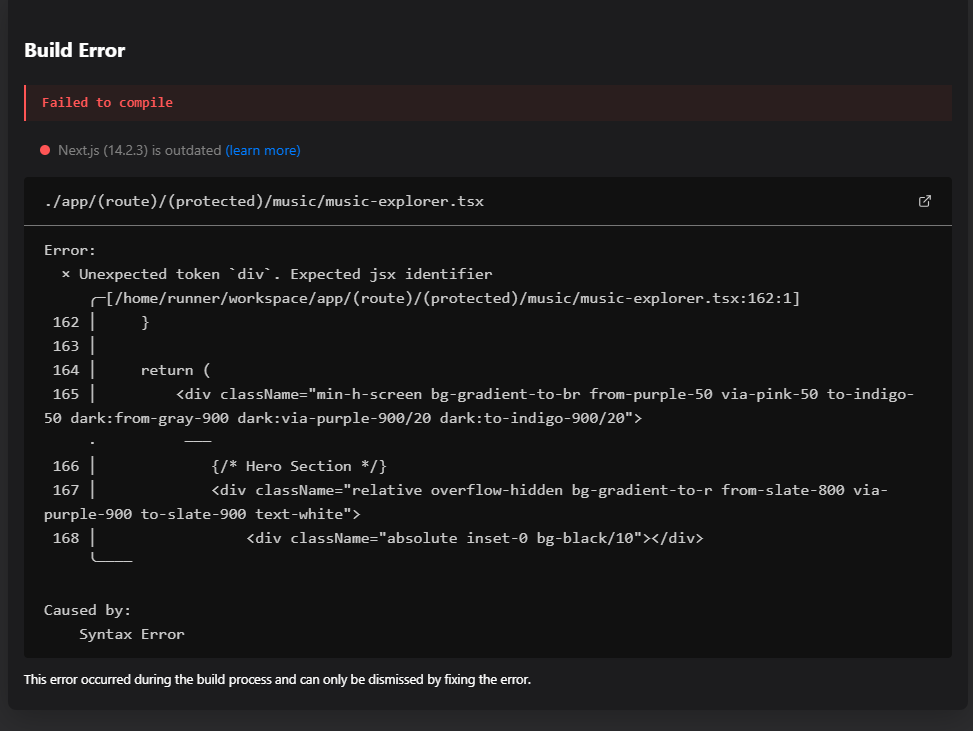 Build Error
Failed to compile
Next.js (14.2.3) is outdated (learn more)
./app/(route)/(protected)/music/music-explorer.tsx
Error:
× Unexpected token `div`. Expected jsx identifier
╭─[/home/runner/workspace/app/(route)/(protected)/music/music-explorer.tsx:162:1]
162 │     }
163 │
164 │     return (
165 │         <div className="min-h-screen bg-gradient-to-br from-purple-50 via-pink-50 to-indigo-
50 dark:from-gray-900 dark:via-purple-900/20 dark:to-indigo-900/20">
·          ───
166 │             {/* Hero Section */}
167 │             <div className="relative overflow-hidden bg-gradient-to-r from-slate-800 via-
purple-900 to-slate-900 text-white">
168 │                 <div className="absolute inset-0 bg-black/10"></div>
╰────
Caused by:
Syntax Error
This error occurred during the build process and can only be dismissed by fixing the error.